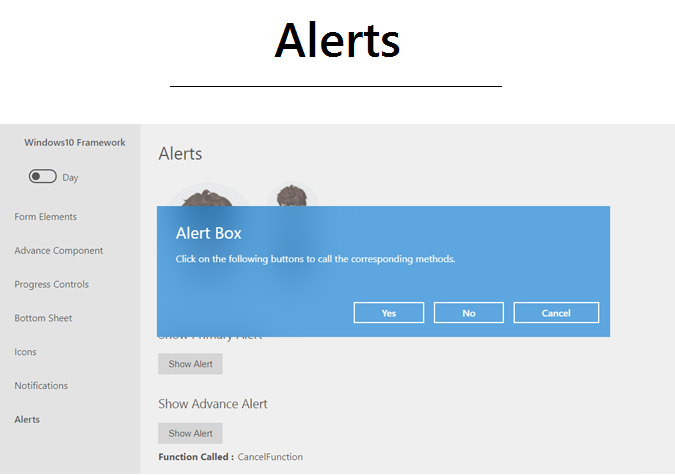 Alerts
Windows10 Framework
Day
Form Elements
Advance Component
Progress Controls
Bottom Sheet
Icons
Notifications
Alerts
Alerts
Alert Box
Click on the following buttons to call the corresponding methods.
Yes No Cancel
Show Primary Alert
Show Alert
Show Advance Alert
Show Alert
Function Called : CancelFunction